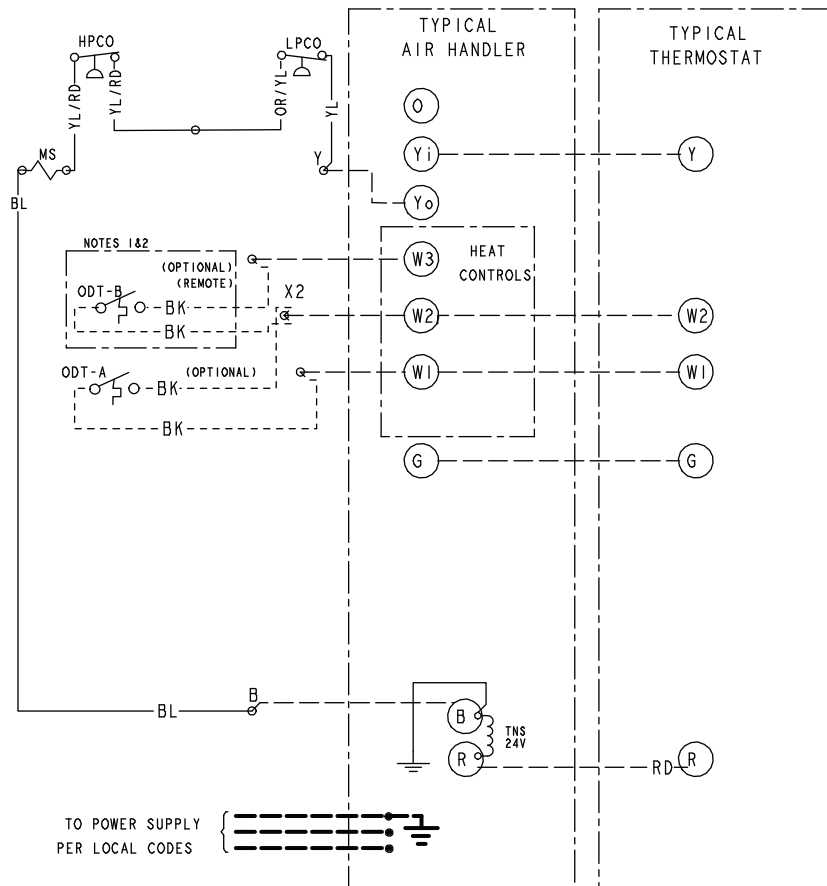 TYPICAL
AIR HANDLER
TYPICAL
THERMOSTAT
HPCO
LPCO
YL/RD
YL/RD
OR/YL
YL
O
MS
Y
Yi
Y
BL
Yo
NOTES 1&2
(OPTIONAL)
(REMOTE)
W3
HEAT
CONTROLS
ODT-B
BK
X2
BK
W2
W2
ODT-A
(OPTIONAL)
BK
W1
W1
BK
G
G
B
BL
B
TNS
24V
R
RD
R
TO POWER SUPPLY
PER LOCAL CODES